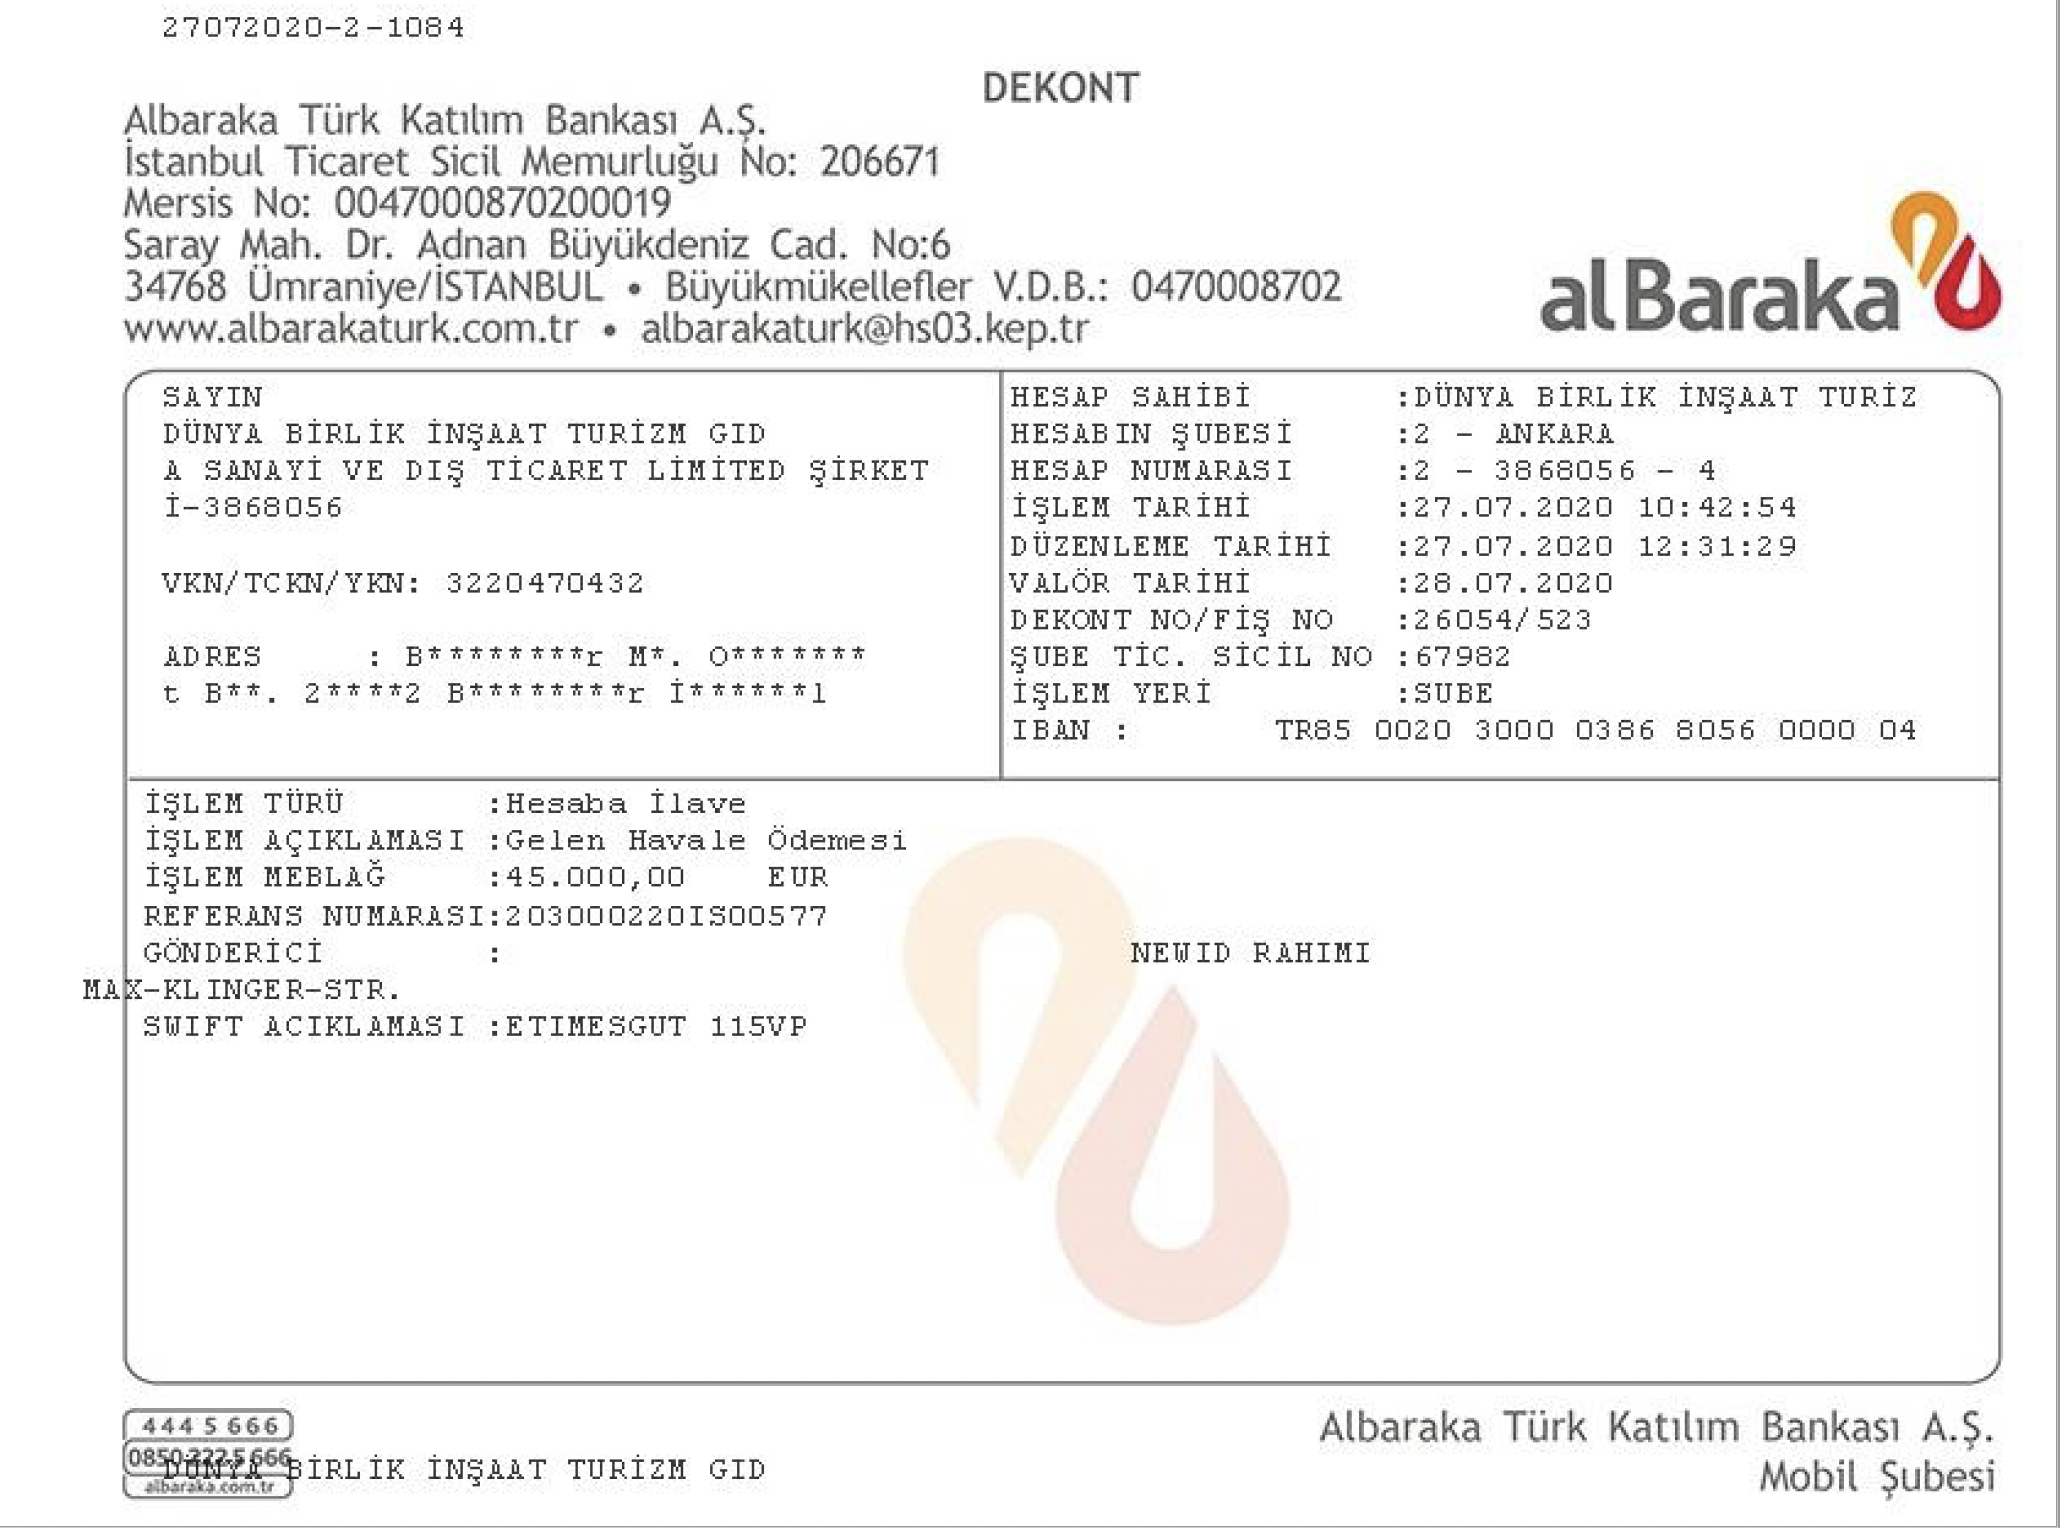 27072020-2-1084
DEKONT
Albaraka Türk Katılım Bankası A.Ş.
İstanbul Ticaret Sicil Memurluğu No: 206671
Mersis No: 0047000870200019
Saray Mah. Dr. Adnan Büyükdeniz Cad. No:6
34768 Ümraniye/İSTANBUL • Büyükmükellefler V.D.B.: 0470008702
www.albarakaturk.com.tr • albarakaturk@hs03.kep.tr
alBaraka
SAYIN
DÜNYA BİRLİK İNŞAAT TURİZM GID
A SANAYİ VE DIŞ TİCARET LİMİTED ŞİRKET
İ-3868056
VKN/TCKN/YKN: 3220470432
ADRES : B********r M*. O*******
t B**. 2****2 B********r İ******l
HESAP SAHİBİ :DÜNYA BİRLİK İNŞAAT TURİZ
HESABIN ŞUBESİ :2 - ANKARA
HESAP NUMARASI :2 - 3868056 - 4
İŞLEM TARİHİ :27.07.2020 10:42:54
DÜZENLEME TARİHİ :27.07.2020 12:31:29
VALÖR TARİHİ :28.07.2020
DEKONT NO/FİŞ NO :26054/523
ŞUBE TİC. SİCİL NO :67982
İŞLEM YERİ :SUBE
IBAN : TR85 0020 3000 0386 8056 0000 04
İŞLEM TÜRÜ :Hesaba İlave
İŞLEM AÇIKLAMASI :Gelen Havale Ödemesi
İŞLEM MEBLAĞ :45.000,00 EUR
REFERANS NUMARASI:203000220IS00577
GÖNDERİCİ : NEWID RAHIMI
MAX-KLINGER-STR.
SWIFT ACIKLAMASI :ETIMESGUT 115VP
444 5 666
0850 222 5 666
albaraka.com.tr
DÜNYA BİRLİK İNŞAAT TURİZM GID
Albaraka Türk Katılım Bankası A.Ş.
Mobil Şubesi